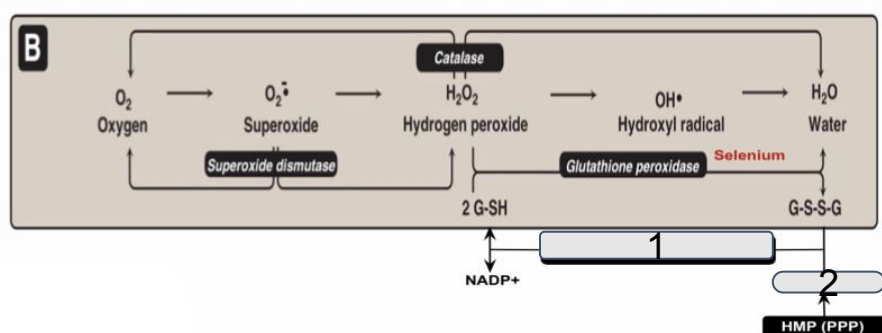 B
Catalase
O₂ O₂•̄ H₂O₂ OH• H₂O
Oxygen Superoxide Hydrogen peroxide Hydroxyl radical Water
Superoxide dismutase Glutathione peroxidase Selenium
2 G-SH G-S-S-G
1
NADP+ 2
HMP (PPP)